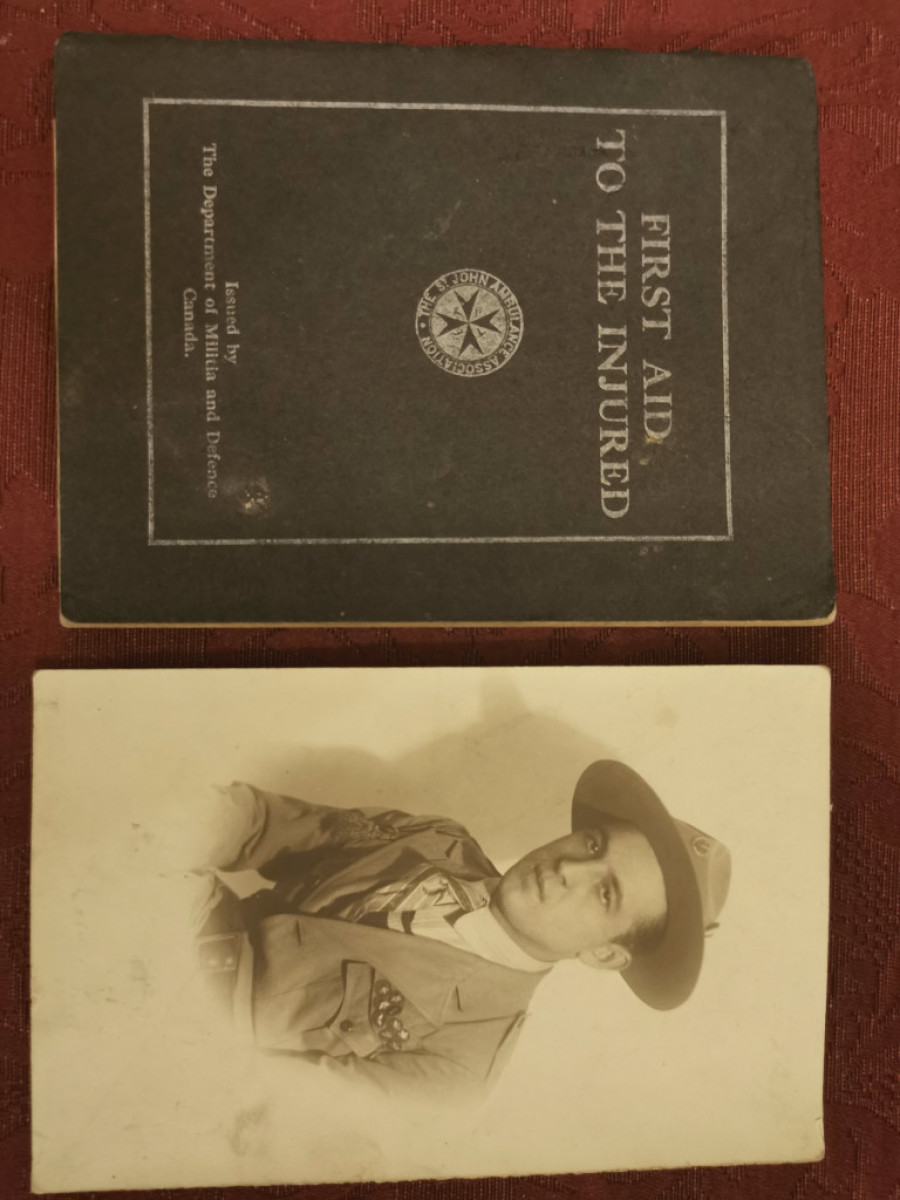 FIRST AID
TO THE INJURED
THE ST JOHN AMBULANCE ASSOCIATION
Issued by
The Department of Militia and Defence
Canada.